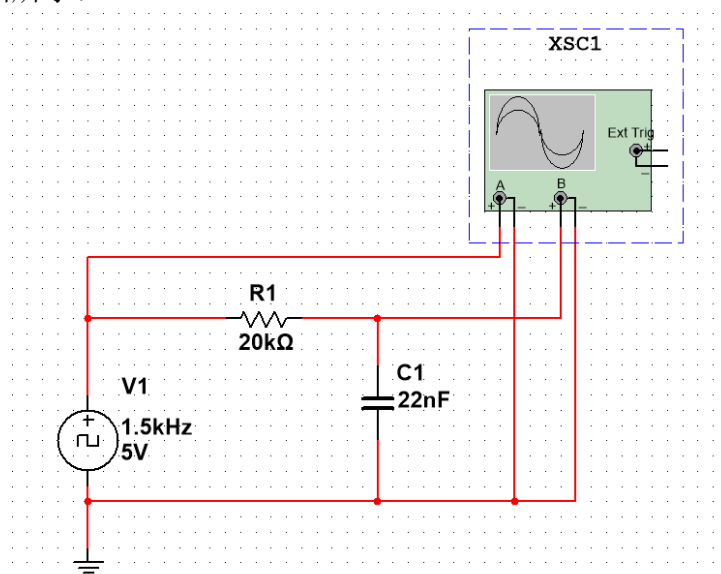 XSC1
Ext Trig
+
−
A
B
+ − + −
R1
20kΩ
C1
22nF
V1
+
1.5kHz
5V